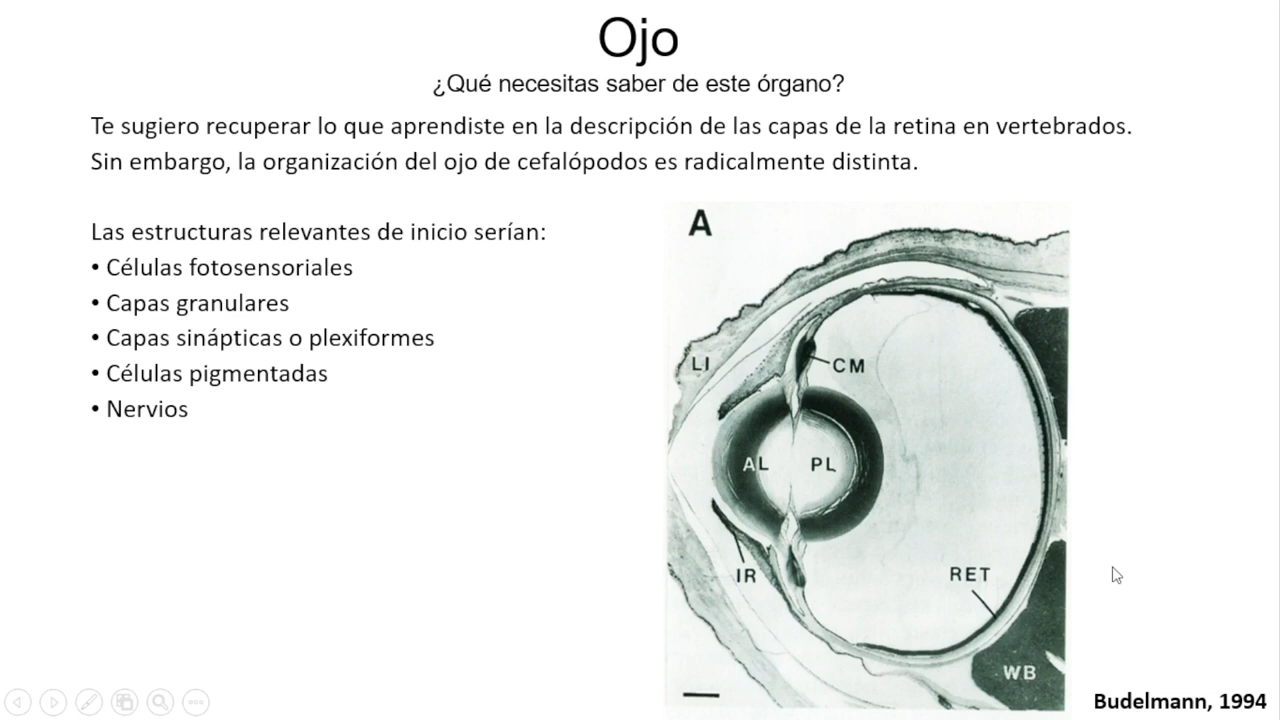 Ojo
¿Qué necesitas saber de este órgano?
Te sugiero recuperar lo que aprendiste en la descripción de las capas de la retina en vertebrados.
Sin embargo, la organización del ojo de cefalópodos es radicalmente distinta.
Las estructuras relevantes de inicio serían:
• Células fotosensoriales
• Capas granulares
• Capas sinápticas o plexiformes
• Células pigmentadas
• Nervios
A
LI
CM
AL
PL
IR
RET
WB
Budelmann, 1994